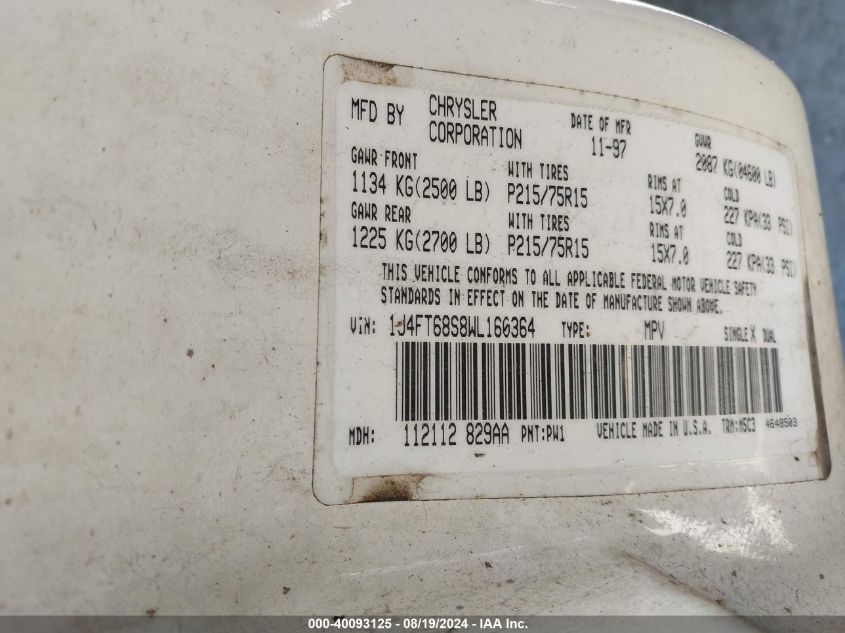 MFD BY CHRYSLER CORPORATION DATE OF MFR 11-97 GVWR 2087 KG(04600 LB)
GAWR FRONT WITH TIRES RIMS AT COLD
1134 KG(2500 LB) P215/75R15 15X7.0 227 KPA(33 PSI)
GAWR REAR WITH TIRES RIMS AT COLD
1225 KG(2700 LB) P215/75R15 15X7.0 227 KPA(33 PSI)
THIS VEHICLE CONFORMS TO ALL APPLICABLE FEDERAL MOTOR VEHICLE SAFETY
STANDARDS IN EFFECT ON THE DATE OF MANUFACTURE SHOWN ABOVE.
VIN: 1J4FT68S8WL166364 TYPE: MPV SINGLE X DUAL
MDH: 112112 829AA PNT:PW1 VEHICLE MADE IN U.S.A. TRM:M5C3 4648503
000-40093125 - 08/19/2024 - IAA Inc.